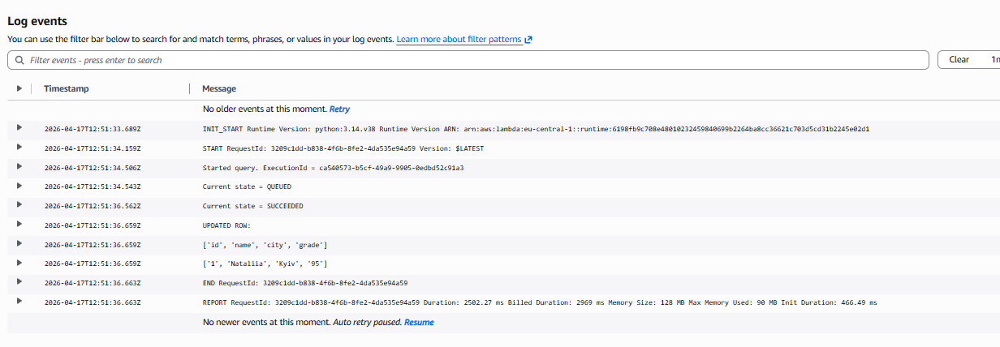 Log events
You can use the filter bar below to search for and match terms, phrases, or values in your log events. Learn more about filter patterns
Filter events - press enter to search
Clear
Timestamp Message
No older events at this moment. Retry
2026-04-17T12:51:33.689Z INIT_START Runtime Version: python:3.14.v38 Runtime Version ARN: arn:aws:lambda:eu-central-1::runtime:6198fb9c708e48010232459840699b2264ba8cc36621c703d5cd31b2245e02d1
2026-04-17T12:51:34.159Z START RequestId: 3209c1dd-b838-4f6b-8fe2-4da535e94a59 Version: $LATEST
2026-04-17T12:51:34.506Z Started query. ExecutionId = ca540573-b5cf-49a9-9905-0edbd52c91a3
2026-04-17T12:51:34.543Z Current state = QUEUED
2026-04-17T12:51:36.562Z Current state = SUCCEEDED
2026-04-17T12:51:36.659Z UPDATED ROW:
2026-04-17T12:51:36.659Z ['id', 'name', 'city', 'grade']
2026-04-17T12:51:36.659Z ['1', 'Nataliia', 'Kyiv', '95']
2026-04-17T12:51:36.663Z END RequestId: 3209c1dd-b838-4f6b-8fe2-4da535e94a59
2026-04-17T12:51:36.663Z REPORT RequestId: 3209c1dd-b838-4f6b-8fe2-4da535e94a59 Duration: 2502.27 ms Billed Duration: 2969 ms Memory Size: 128 MB Max Memory Used: 90 MB Init Duration: 466.49 ms
No newer events at this moment. Auto retry paused. Resume